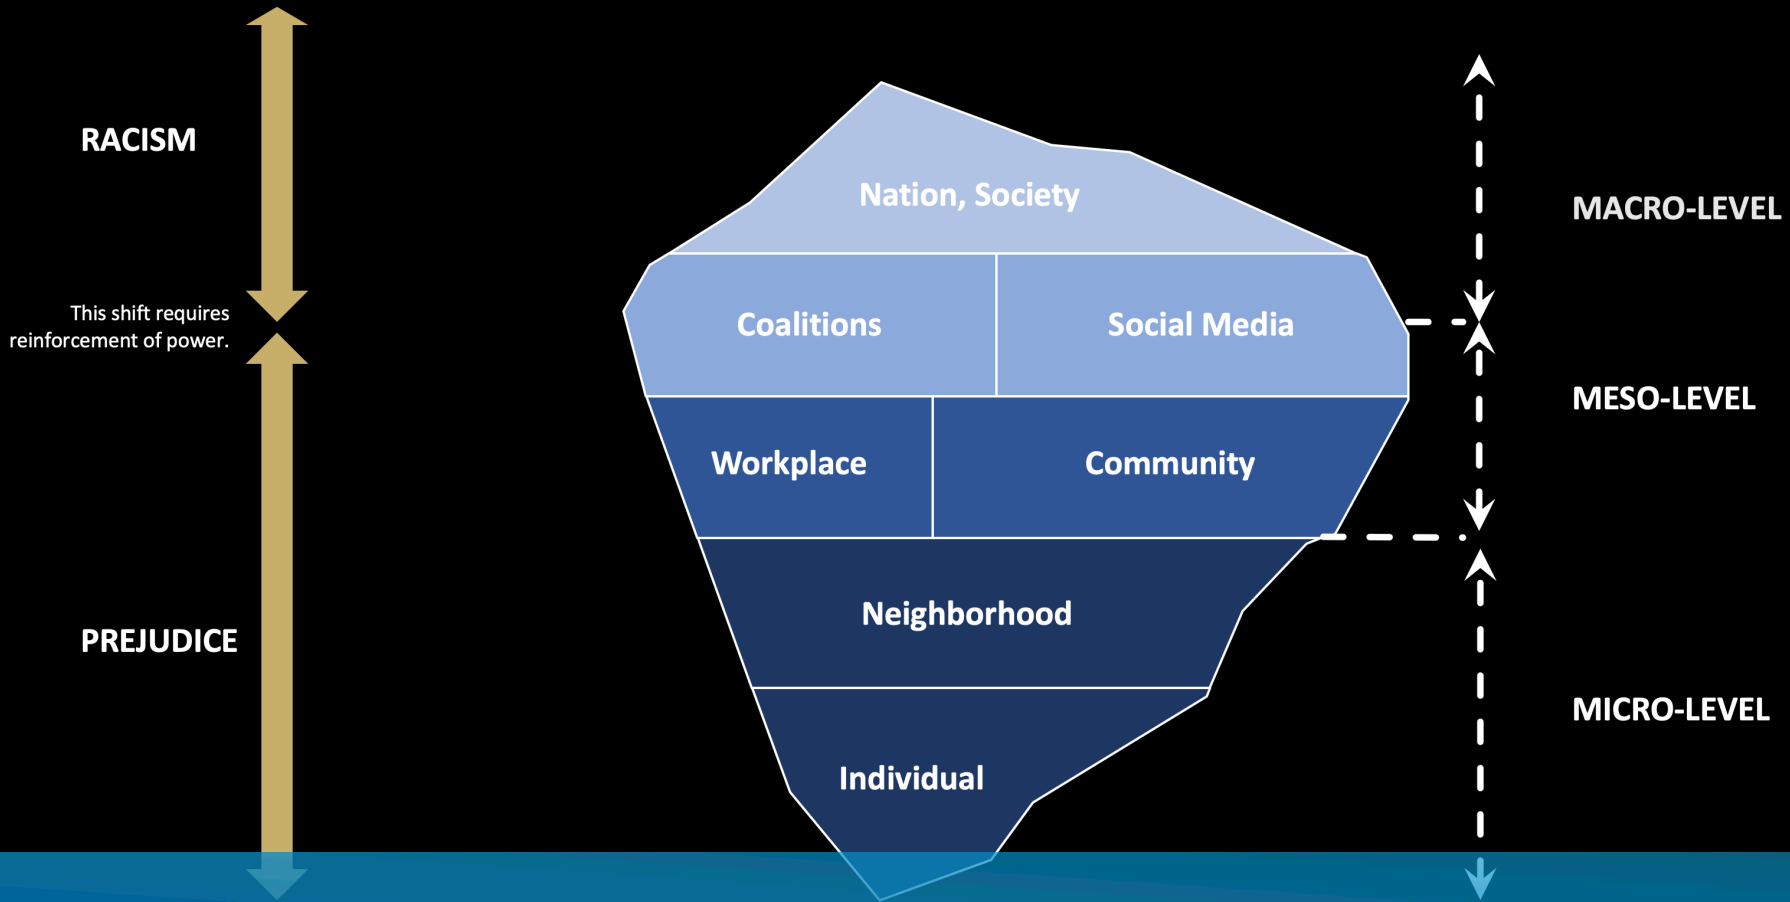 RACISM
This shift requires
reinforcement of power.
PREJUDICE
Nation, Society
Coalitions
Social Media
Workplace
Community
Neighborhood
Individual
MACRO-LEVEL
MESO-LEVEL
MICRO-LEVEL